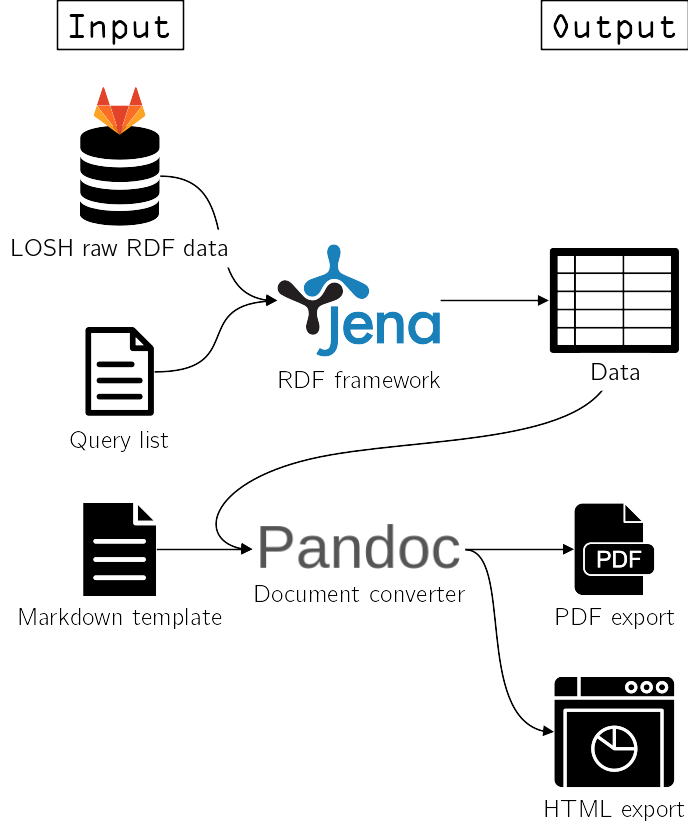 Input
Output
LOSH raw RDF data
Jena
RDF framework
Data
Query list
Pandoc
Document converter
Markdown template
PDF
PDF export
HTML export